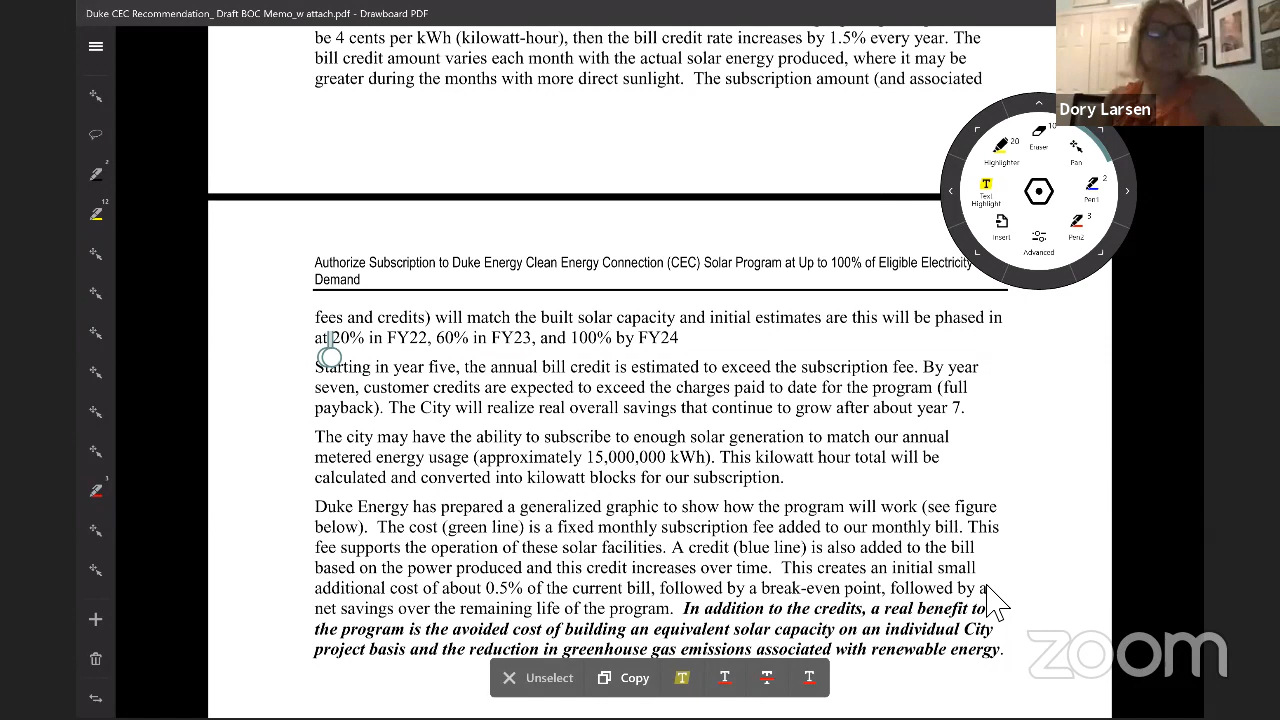 Duke CEC Recommendation_ Draft BOC Memo_w attach.pdf - Drawboard PDF
be 4 cents per kWh (kilowatt-hour), then the bill credit rate increases by 1.5% every year. The
bill credit amount varies each month with the actual solar energy produced, where it may be
greater during the months with more direct sunlight.  The subscription amount (and associated
Dory Larsen
10
Eraser
20
Highlighter
Pan
T
Text
Highlight
2
Pen1
Insert
3
Pen2
Advanced
2
12
3
Authorize Subscription to Duke Energy Clean Energy Connection (CEC) Solar Program at Up to 100% of Eligible Electricity
Demand
fees and credits) will match the built solar capacity and initial estimates are this will be phased in
at 20% in FY22, 60% in FY23, and 100% by FY24
Starting in year five, the annual bill credit is estimated to exceed the subscription fee. By year
seven, customer credits are expected to exceed the charges paid to date for the program (full
payback). The City will realize real overall savings that continue to grow after about year 7.
The city may have the ability to subscribe to enough solar generation to match our annual
metered energy usage (approximately 15,000,000 kWh). This kilowatt hour total will be
calculated and converted into kilowatt blocks for our subscription.
Duke Energy has prepared a generalized graphic to show how the program will work (see figure
below).  The cost (green line) is a fixed monthly subscription fee added to our monthly bill. This
fee supports the operation of these solar facilities. A credit (blue line) is also added to the bill
based on the power produced and this credit increases over time.  This creates an initial small
additional cost of about 0.5% of the current bill, followed by a break-even point, followed by a
net savings over the remaining life of the program.  In addition to the credits, a real benefit to
the program is the avoided cost of building an equivalent solar capacity on an individual City
project basis and the reduction in greenhouse gas emissions associated with renewable energy.
Unselect
Copy
T
T
T
T
zoom